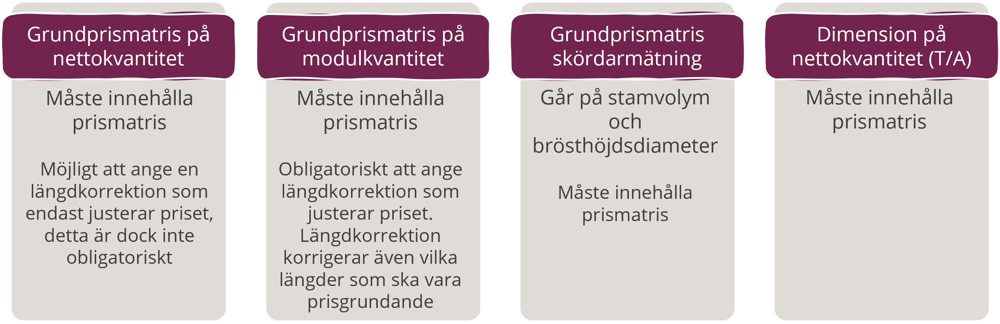 Grundprismatris på
nettokvantitet
Måste innehålla
prismatris
Möjligt att ange en
längdkorrektion som
endast justerar priset,
detta är dock inte
obligatoriskt
Grundprismatris på
modulkvantitet
Måste innehålla
prismatris
Obligatoriskt att ange
längdkorrektion som
justerar priset.
Längdkorrektion
korrigerar även vilka
längder som ska vara
prisgrundande
Grundprismatris
skördarmätning
Går på stamvolym
och
brösthöjdsdiameter
Måste innehålla
prismatris
Dimension på
nettokvantitet (T/A)
Måste innehålla
prismatris